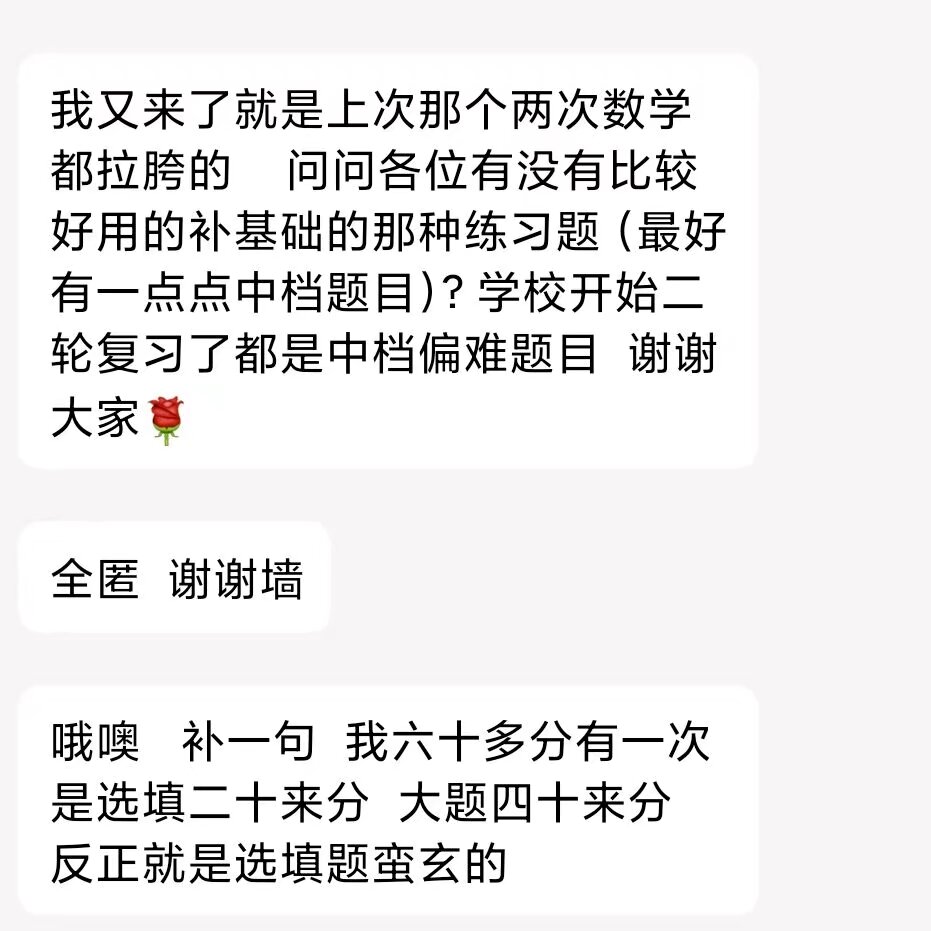 我又来了就是上次那个两次数学
都拉胯的 问问各位有没有比较
好用的补基础的那种练习题（最好
有一点点中档题目)? 学校开始二
轮复习了都是中档偏难题目 谢谢
大家🌹
全匿 谢谢墙
哦噢 补一句 我六十多分有一次
是选填二十来分 大题四十来分
反正就是选填题蛮玄的